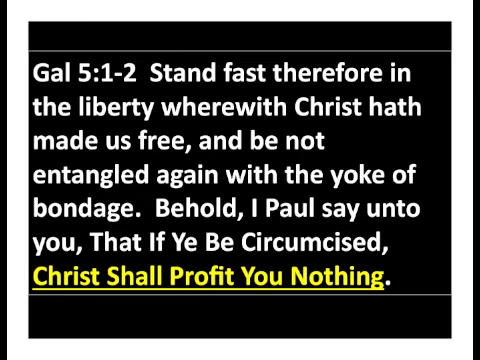 Gal 5:1-2  Stand fast therefore in
the liberty wherewith Christ hath
made us free, and be not
entangled again with the yoke of
bondage.  Behold, I Paul say unto
you, That If Ye Be Circumcised,
Christ Shall Profit You Nothing.